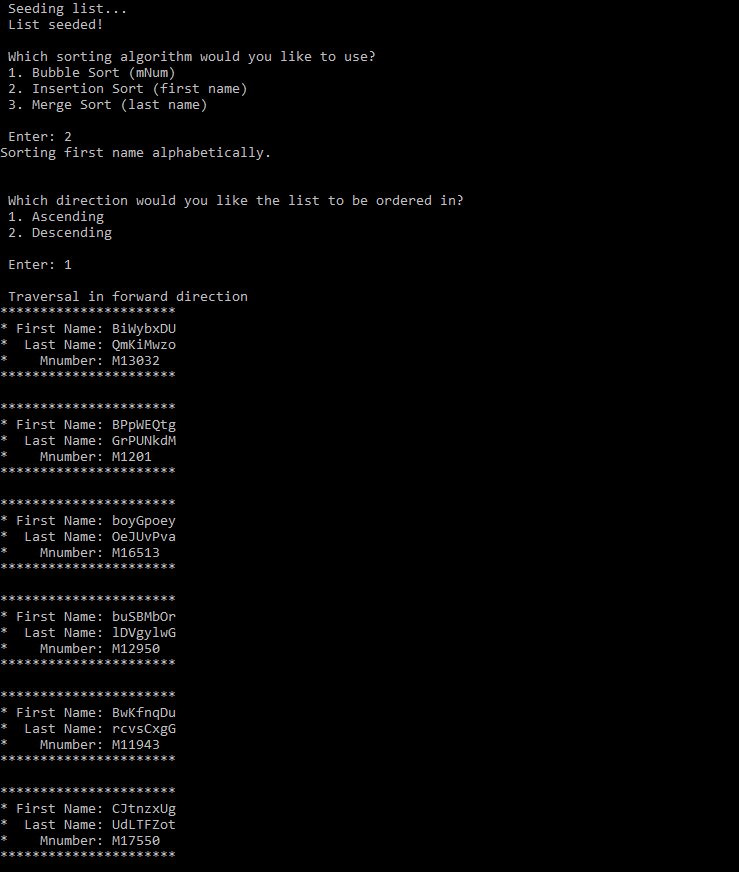 Seeding list...
List seeded!
Which sorting algorithm would you like to use?
1. Bubble Sort (mNum)
2. Insertion Sort (first name)
3. Merge Sort (last name)
Enter: 2
Sorting first name alphabetically.
Which direction would you like the list to be ordered in?
1. Ascending
2. Descending
Enter: 1
Traversal in forward direction
**********************
* First Name: BiWybxDU
*  Last Name: QmKiMwzo
*    Mnumber: M13032
**********************
**********************
* First Name: BPpWEQtg
*  Last Name: GrPUNkdM
*    Mnumber: M1201
**********************
**********************
* First Name: boyGpoey
*  Last Name: OeJUvPva
*    Mnumber: M16513
**********************
**********************
* First Name: buSBMbOr
*  Last Name: lDVgylwG
*    Mnumber: M12950
**********************
**********************
* First Name: BwKfnqDu
*  Last Name: rcvsCxgG
*    Mnumber: M11943
**********************
**********************
* First Name: CJtnzxUg
*  Last Name: UdLTFZot
*    Mnumber: M17550
**********************